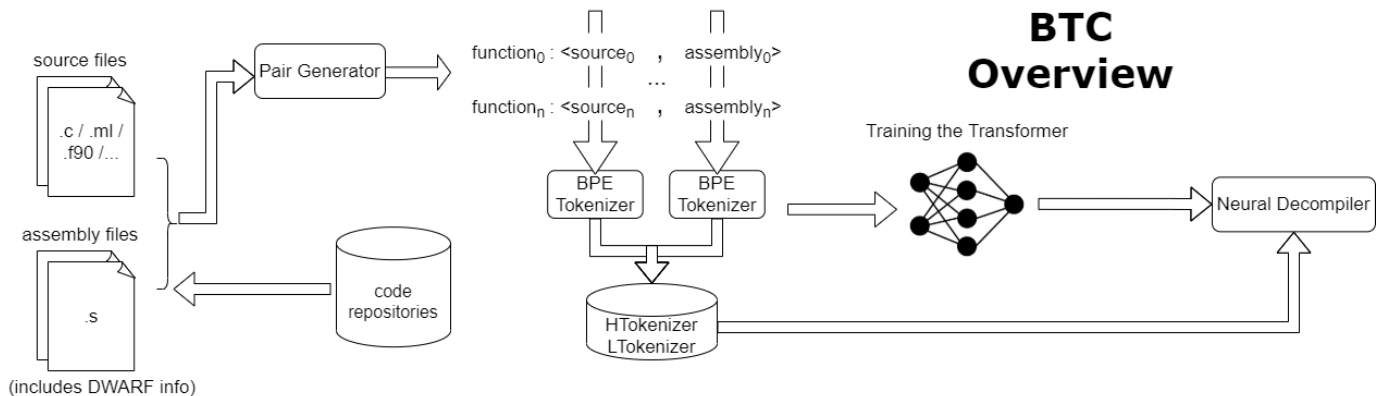 BTC
Overview
source files
.c / .ml /
.f90 /...
assembly files
.s
(includes DWARF info)
code
repositories
Pair Generator
function0 : <source0 , assembly0>
...
functionn : <sourcen , assemblyn>
BPE
Tokenizer
BPE
Tokenizer
HTokenizer
LTokenizer
Training the Transformer
Neural Decompiler